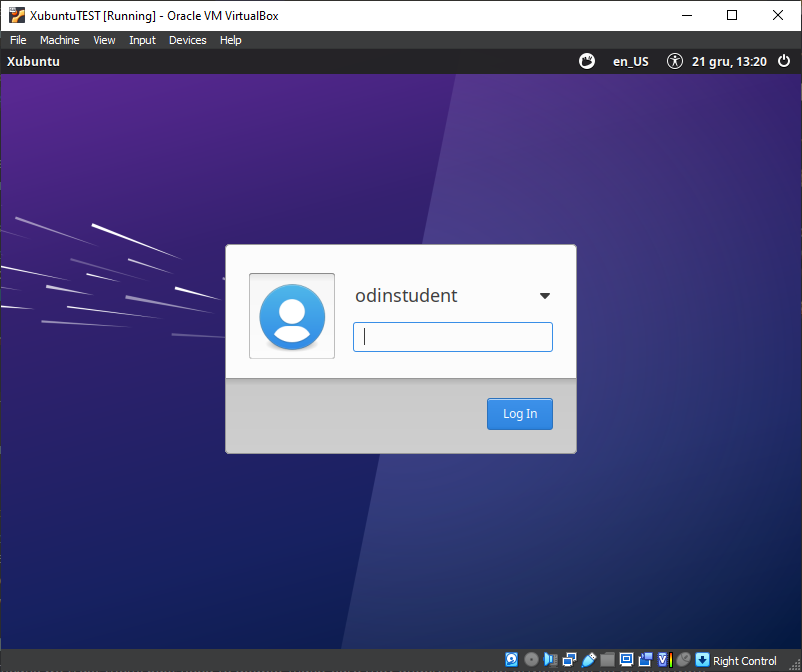 XubuntuTEST [Running] - Oracle VM VirtualBox
File Machine View Input Devices Help
Xubuntu en_US 21 gru, 13:20
odinstudent
Log In
Right Control